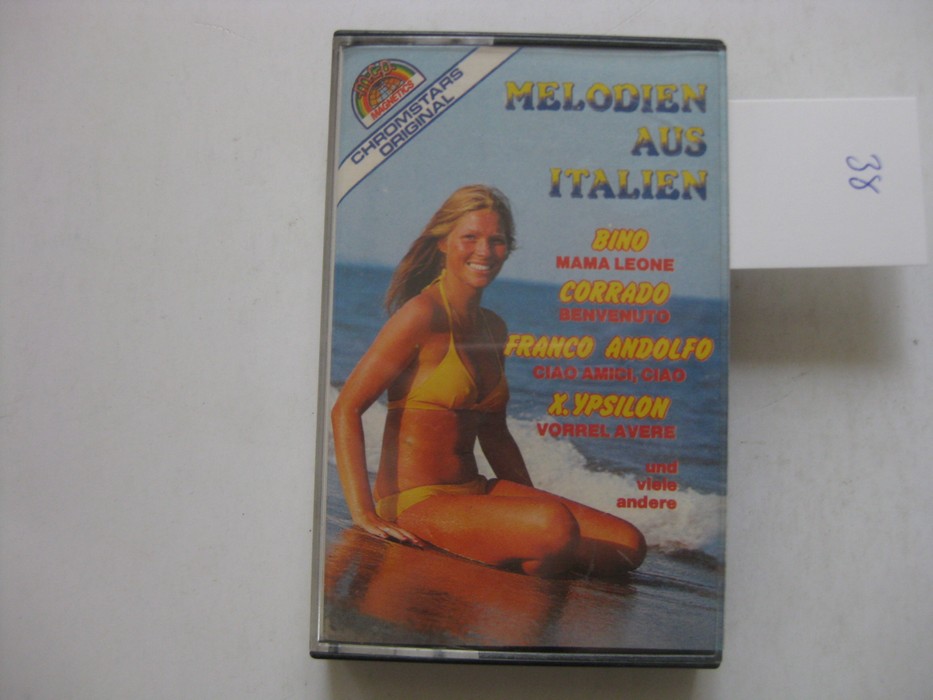 MAGNETICS
CHROMSTARS
ORIGINAL
MELODIEN
AUS
ITALIEN
BINO
MAMA LEONE
CORRADO
BENVENUTO
FRANCO ANDOLFO
CIAO AMICI, CIAO
X. YPSILON
VORREL AVERE
und
viele
andere
38